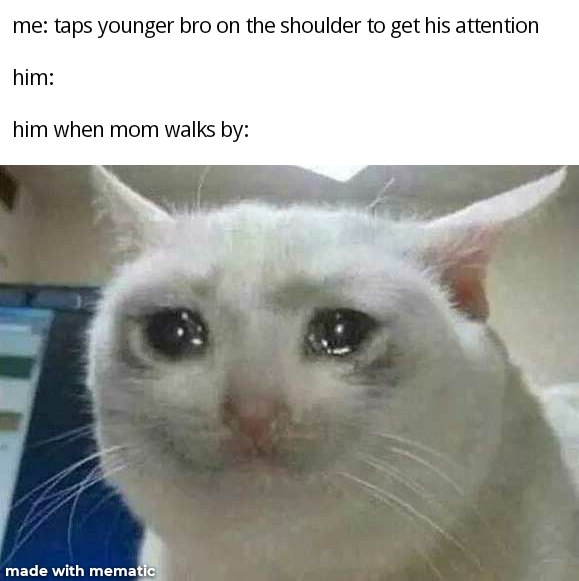 me: taps younger bro on the shoulder to get his attention
him:
him when mom walks by:
made with mematic